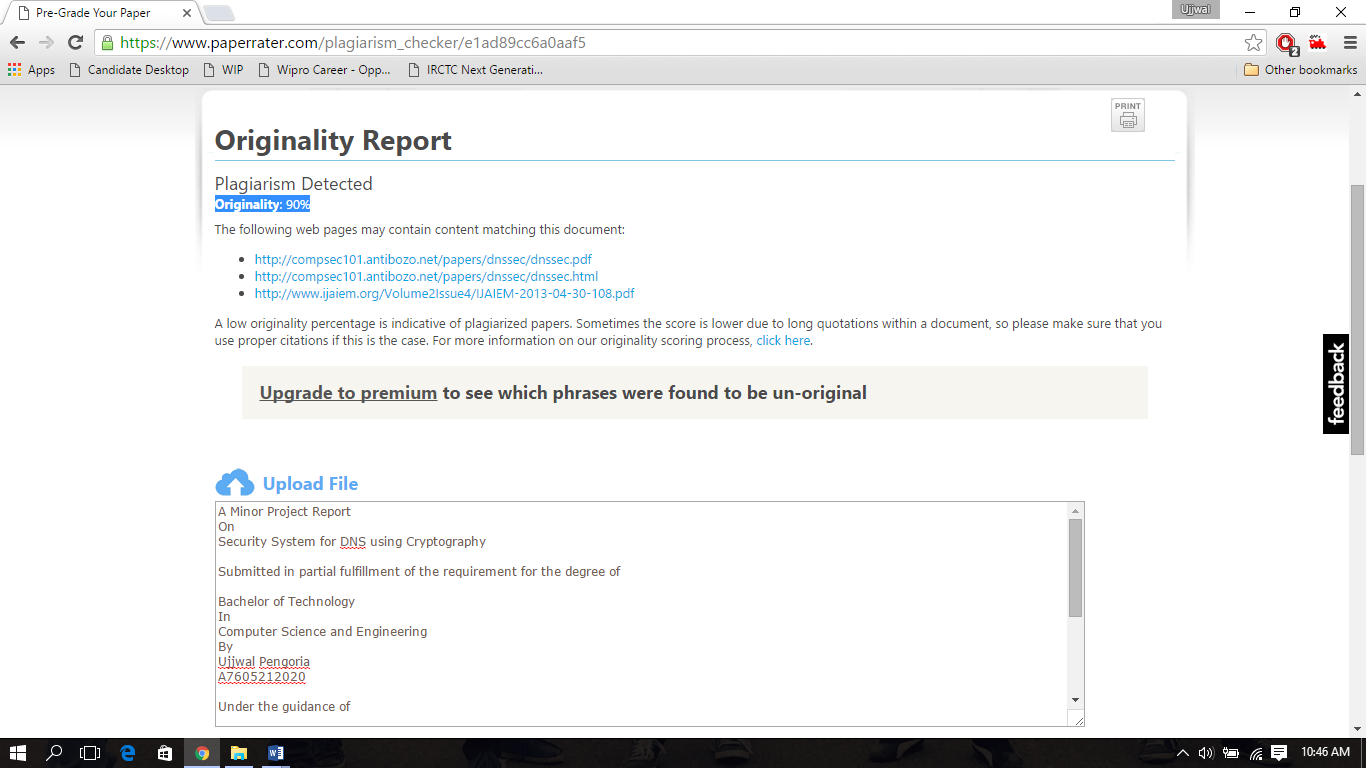 Pre-Grade Your Paper
Ujjwal
https://www.paperrater.com/plagiarism_checker/e1ad89cc6a0aaf5
2
Apps
Candidate Desktop
WIP
Wipro Career - Opp...
IRCTC Next Generati...
Other bookmarks
PRINT
Originality Report
Plagiarism Detected
Originality: 90%
The following web pages may contain content matching this document:
http://compsec101.antibozo.net/papers/dnssec/dnssec.pdf
http://compsec101.antibozo.net/papers/dnssec/dnssec.html
http://www.ijaiem.org/Volume2Issue4/IJAIEM-2013-04-30-108.pdf
A low originality percentage is indicative of plagiarized papers. Sometimes the score is lower due to long quotations within a document, so please make sure that you
use proper citations if this is the case. For more information on our originality scoring process, click here.
feedback
Upgrade to premium to see which phrases were found to be un-original
Upload File
A Minor Project Report
On
Security System for DNS using Cryptography
Submitted in partial fulfillment of the requirement for the degree of
Bachelor of Technology
In
Computer Science and Engineering
By
Ujjwal Pengoria
A7605212020
Under the guidance of
10:46 AM